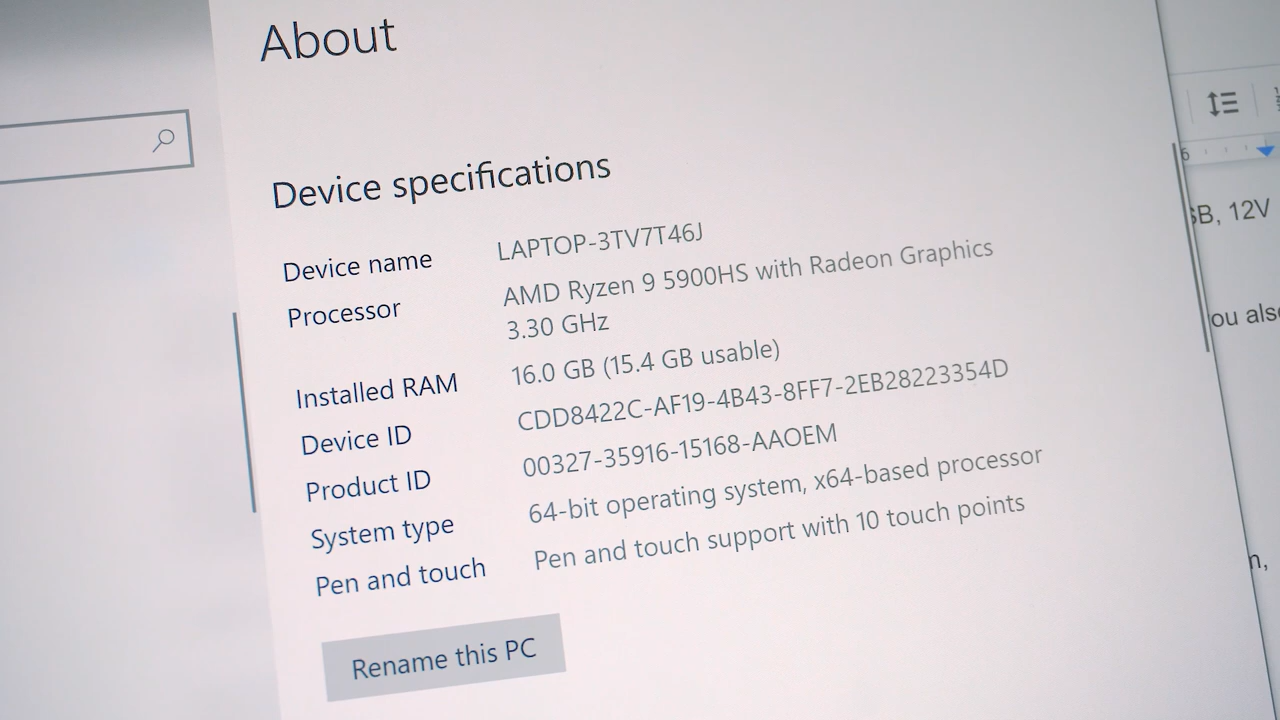 About
Device specifications
Device name LAPTOP-3TV7T46J
Processor AMD Ryzen 9 5900HS with Radeon Graphics
3.30 GHz
Installed RAM 16.0 GB (15.4 GB usable)
Device ID CDD8422C-AF19-4B43-8FF7-2EB28223354D
Product ID 00327-35916-15168-AAOEM
System type 64-bit operating system, x64-based processor
Pen and touch Pen and touch support with 10 touch points
Rename this PC
6
B, 12V
ou als
n,